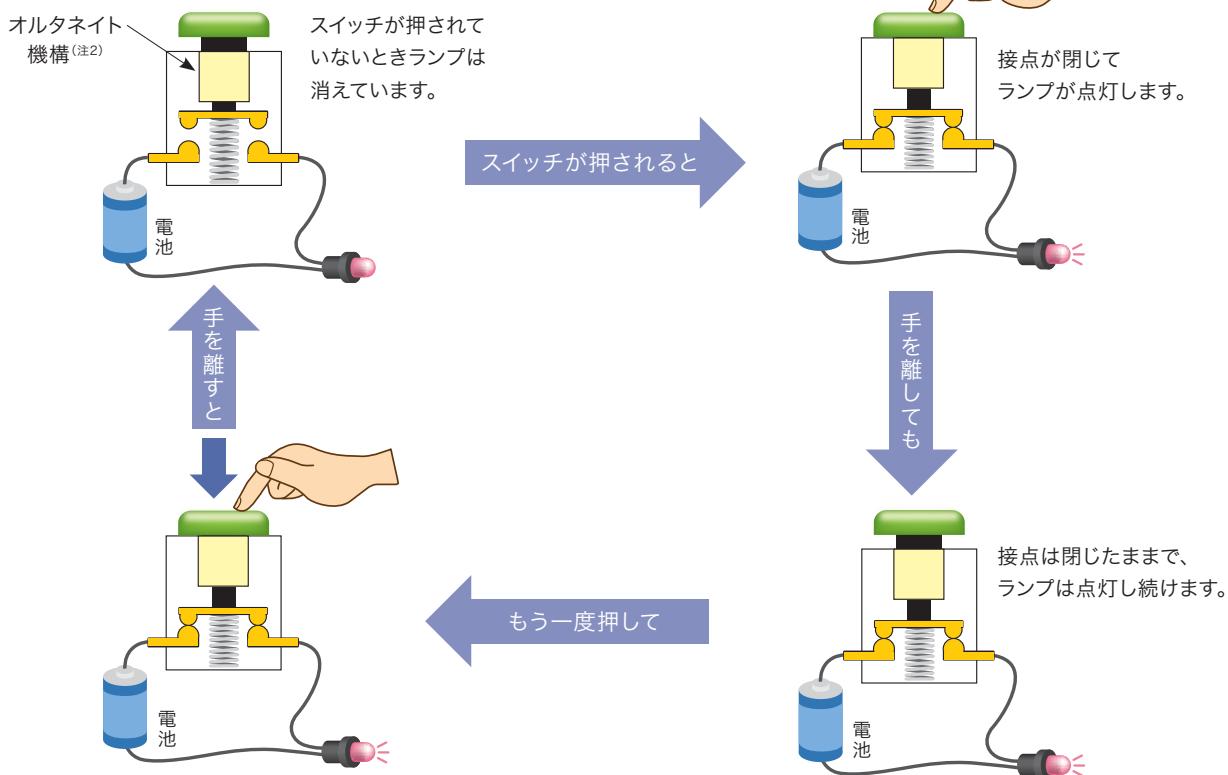 オルタネイト
機構(注2)
スイッチが押されて
いないときランプは
消えています。
電池
スイッチが押されると
接点が閉じて
ランプが点灯します。
電池
手を離しても
接点は閉じたままで、
ランプは点灯し続けます。
電池
もう一度押して
電池
手を離すと